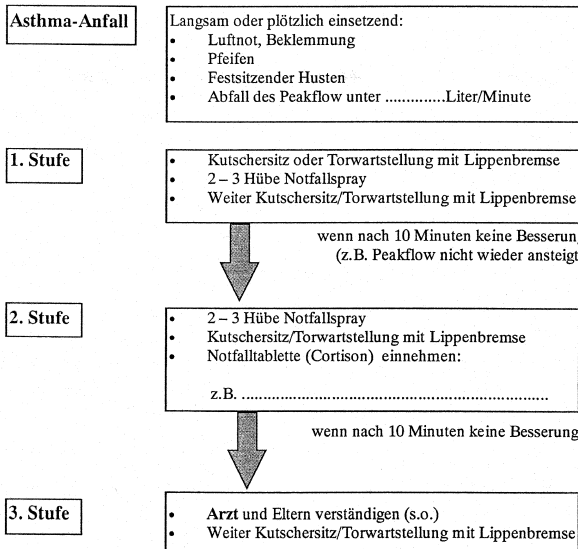 Asthma-Anfall
Langsam oder plötzlich einsetzend:
• Luftnot, Beklemmung
• Pfeifen
• Festsitzender Husten
• Abfall des Peakflow unter ..............Liter/Minute
1. Stufe
• Kutschersitz oder Torwartstellung mit Lippenbremse
• 2 – 3 Hübe Notfallspray
• Weiter Kutschersitz/Torwartstellung mit Lippenbremse
wenn nach 10 Minuten keine Besserun
(z.B. Peakflow nicht wieder ansteigt
2. Stufe
• 2 – 3 Hübe Notfallspray
• Kutschersitz/Torwartstellung mit Lippenbremse
• Notfalltablette (Cortison) einnehmen:
z.B. ....................................................................
wenn nach 10 Minuten keine Besserung
3. Stufe
• Arzt und Eltern verständigen (s.o.)
• Weiter Kutschersitz/Torwartstellung mit Lippenbremse